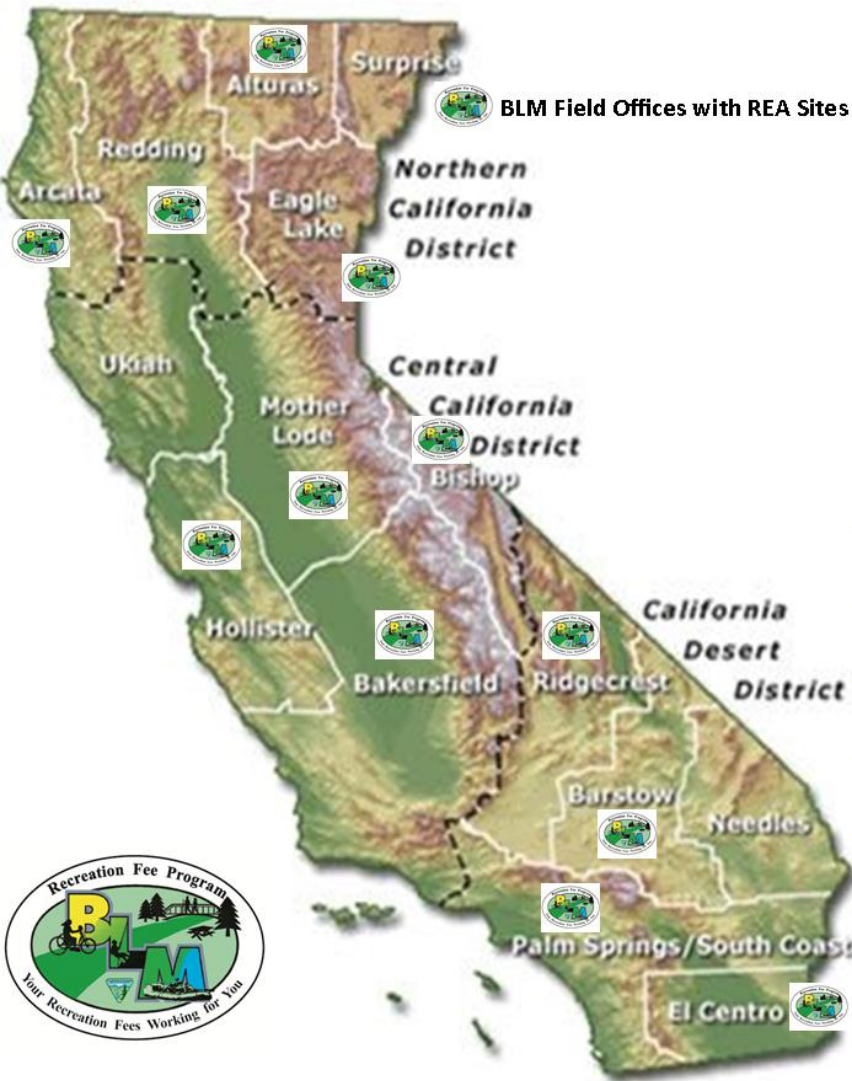 Surprise
Alturas
BLM Field Offices with REA Sites
Redding
Northern
California
District
Arcata
Eagle
Lake
Ukiah
Central
California
District
Mother
Lode
Bishop
Hollister
Bakersfield
Ridgecrest
California
Desert
District
Barstow
Needles
Palm Springs/South Coast
El Centro
Recreation Fee Program
BLM
Your Recreation Fees Working for You